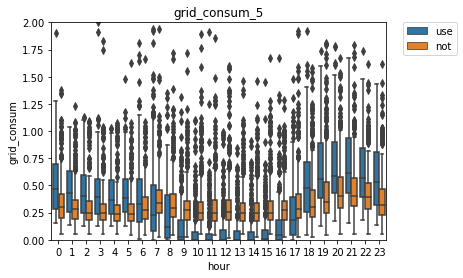 grid_consum_5
use
not
2.00
1.75
1.50
1.25
1.00
0.75
0.50
0.25
0.00
grid_consum
0 1 2 3 4 5 6 7 8 9 10 11 12 13 14 15 16 17 18 19 20 21 22 23
hour